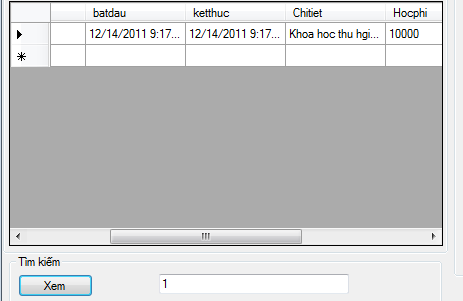 batdau ketthuc Chitiet Hocphi
12/14/2011 9:17... 12/14/2011 9:17... Khoa hoc thu hgi... 10000
Tìm kiếm
Xem 1